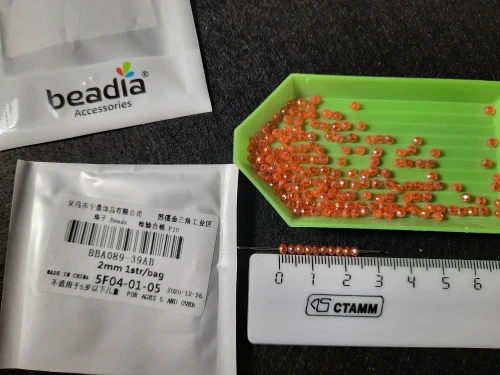 beadia®
Accessories
义乌市宁晨饰品有限公司
苏溪金三角工业区
珠子 Beads 检验合格 P10
BBA089-39AB
2mm 1str/bag
MADE IN CHINA 5F04-01-05 2020-12-26
不适用于5岁以下儿童 FOR AGES 5 AND OVER
0 1 2 3 4 5 6
СТАММ